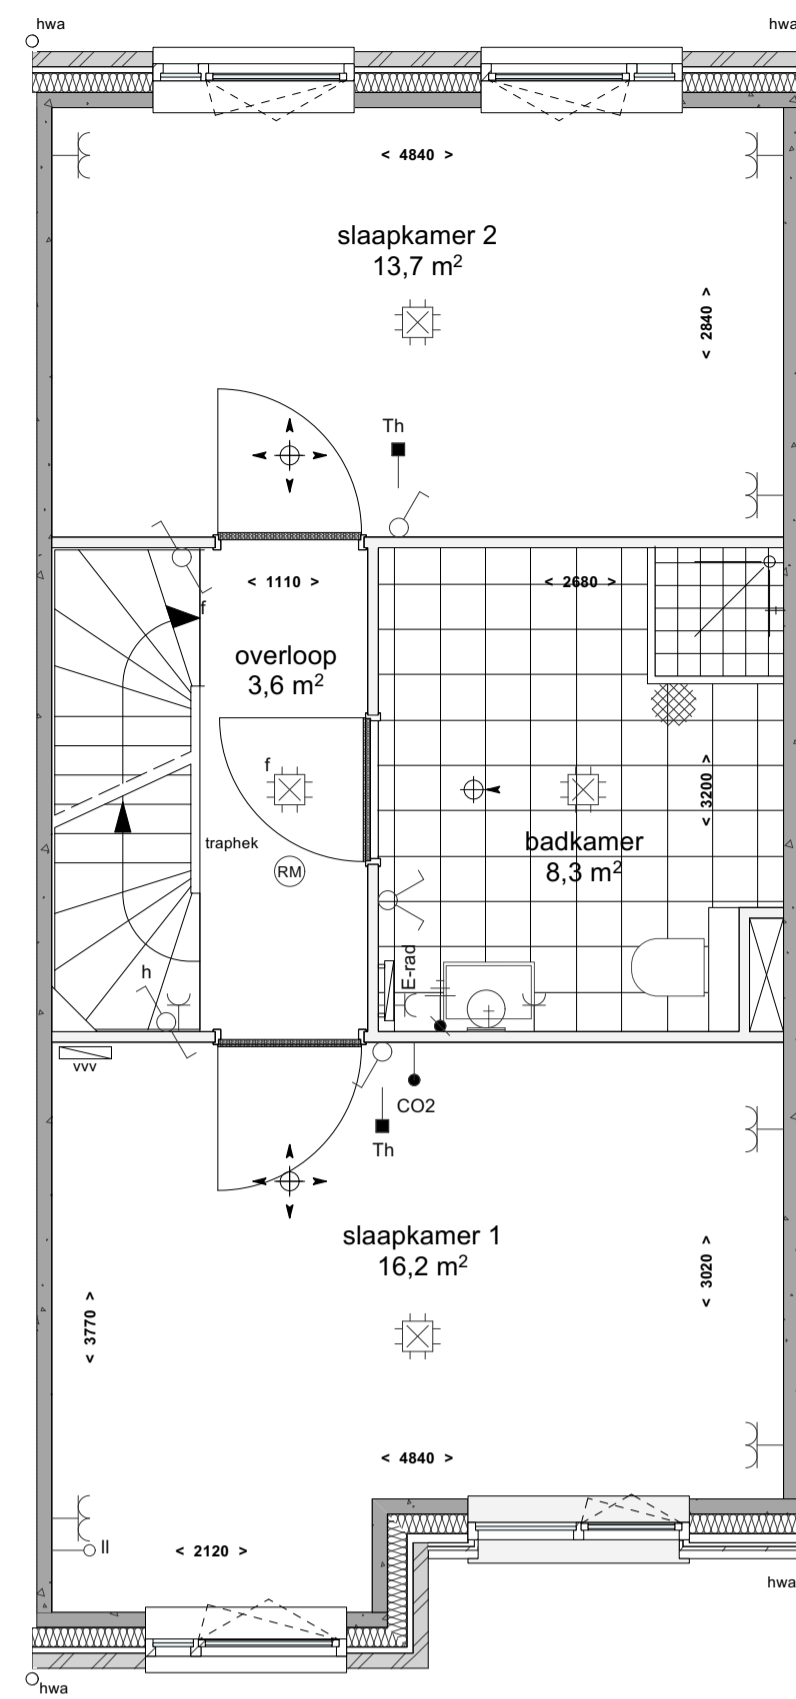 hwa
hwa
< 4840 >
slaapkamer 2
13,7 m²
< 2840 >
Th
< 1110 >
< 2680 >
f
overloop
3,6 m²
f
< 3200 >
traphek
badkamer
8,3 m²
RM
E-rad
h
vvv
CO2
Th
slaapkamer 1
16,2 m²
< 3020 >
< 3770 >
< 4840 >
II
< 2120 >
hwa
hwa